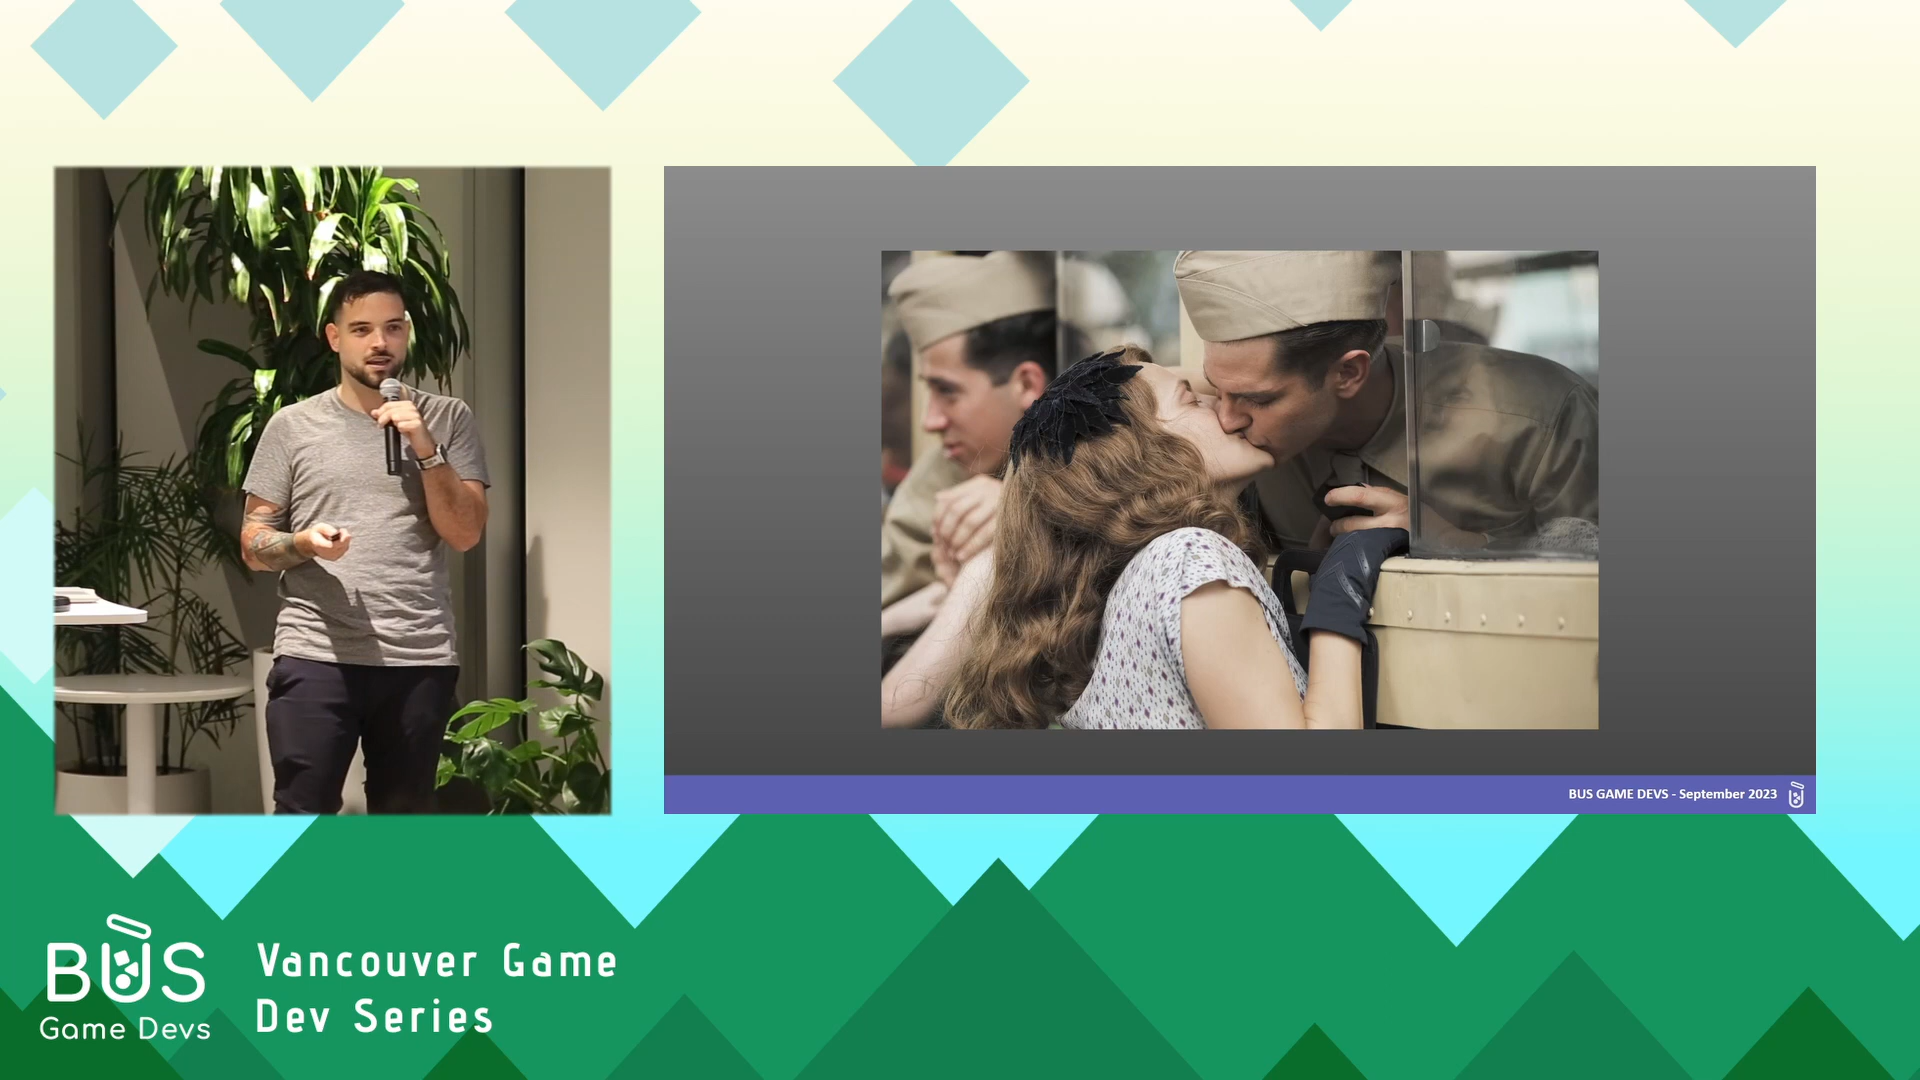 BUS GAME DEVS - September 2023
BUS
Game Devs
Vancouver Game
Dev Series